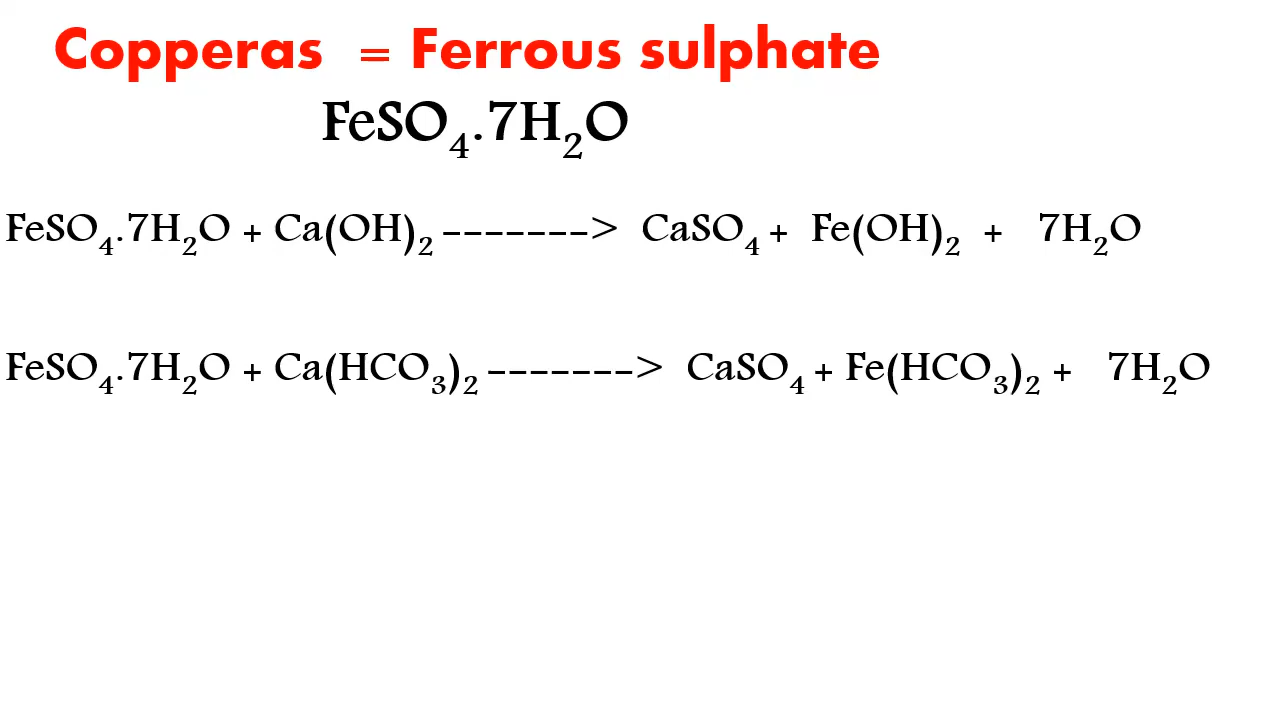 Copperas = Ferrous sulphate
FeSO₄.7H₂O
FeSO₄.7H₂O + Ca(OH)₂ -------> CaSO₄ + Fe(OH)₂ + 7H₂O
FeSO₄.7H₂O + Ca(HCO₃)₂ -------> CaSO₄ + Fe(HCO₃)₂ + 7H₂O